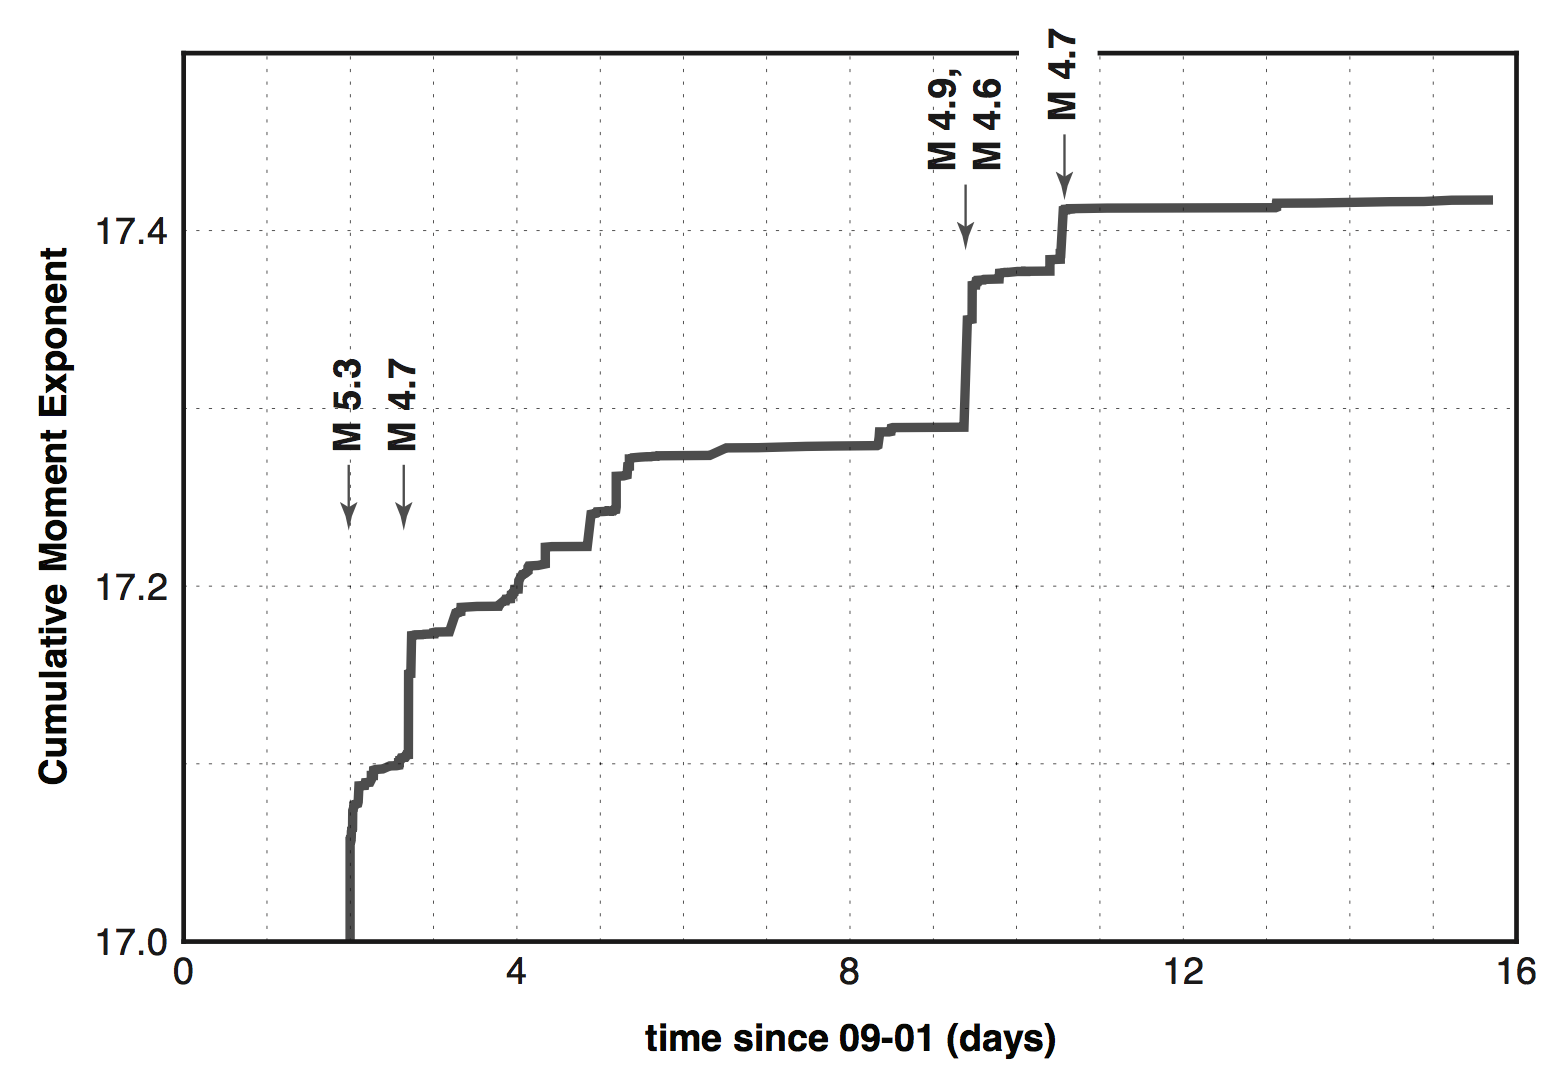 M 4.7
M 4.9,
M 4.6
17.4
M 5.3
M 4.7
Cumulative Moment Exponent
17.2
17.0
0
4
8
12
16
time since 09-01 (days)